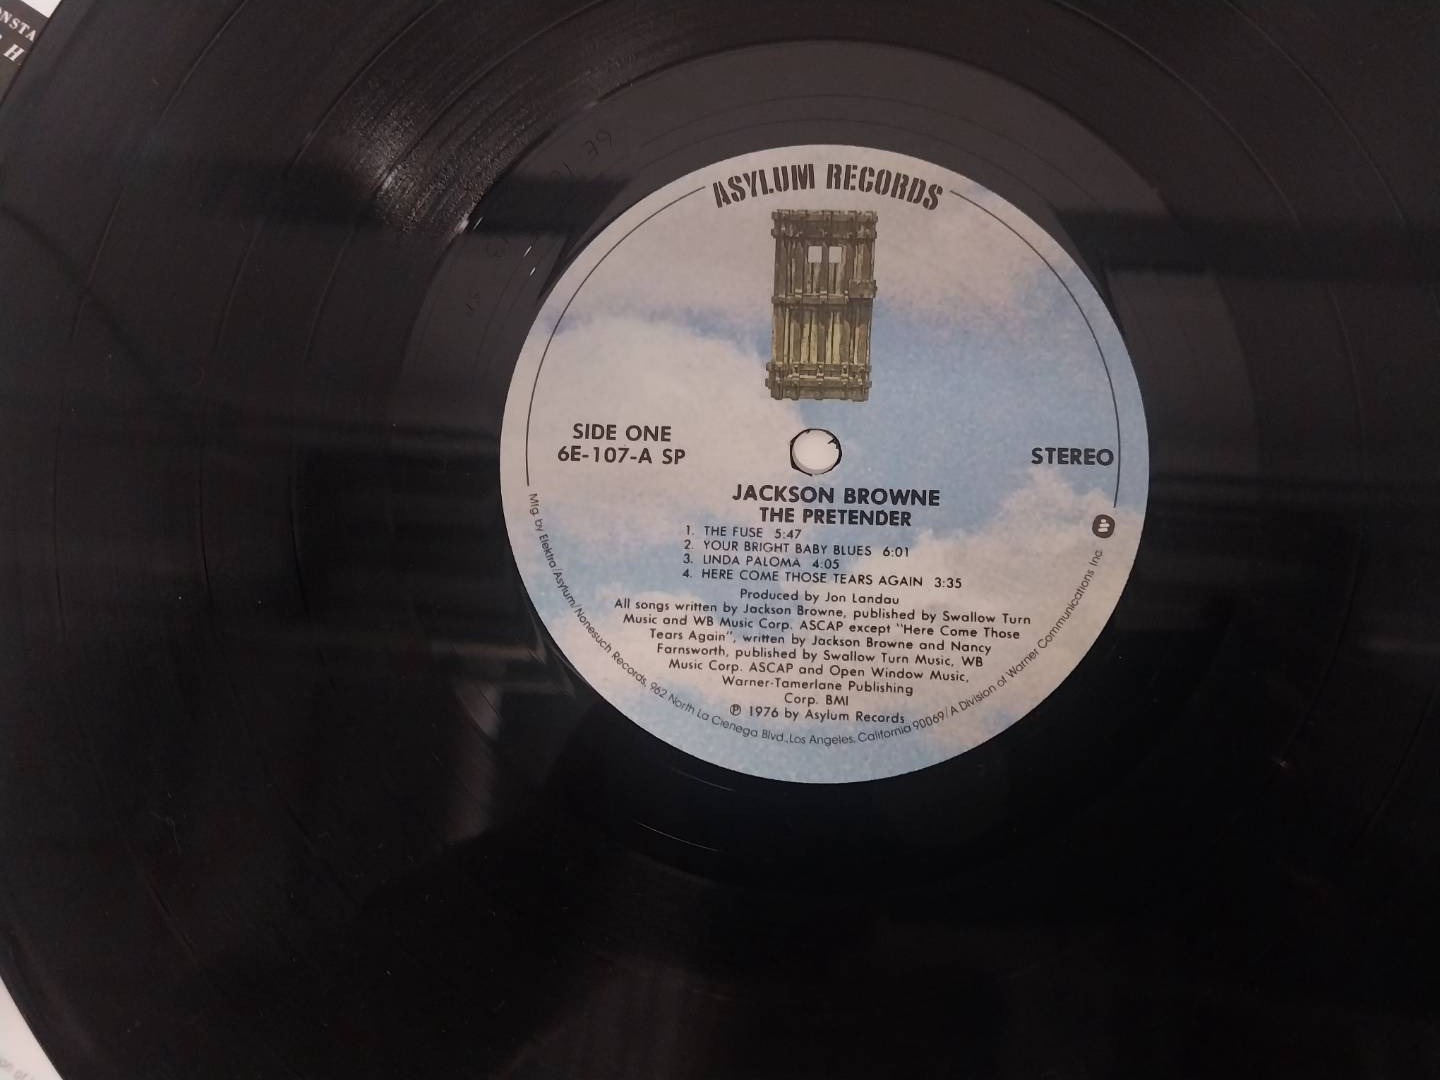 ONSTA
H
6E 1
ASYLUM RECORDS
SIDE ONE
6E-107-A SP
STEREO
JACKSON BROWNE
THE PRETENDER
1. THE FUSE 5:47
2. YOUR BRIGHT BABY BLUES 6:01
3. LINDA PALOMA 4:05
4. HERE COME THOSE TEARS AGAIN 3:35
Produced by Jon Landau
All songs written by Jackson Browne, published by Swallow Turn
Music and WB Music Corp. ASCAP except "Here Come Those
Tears Again", written by Jackson Browne and Nancy
Farnsworth, published by Swallow Turn Music, WB
Music Corp. ASCAP and Open Window Music,
Warner-Tamerlane Publishing
Corp. BMI
℗ 1976 by Asylum Records
Mfg. by Elektra/Asylum/Nonesuch Records, 962 North La Cienega Blvd., Los Angeles, California 90069/A Division of Warner Communications Inc.